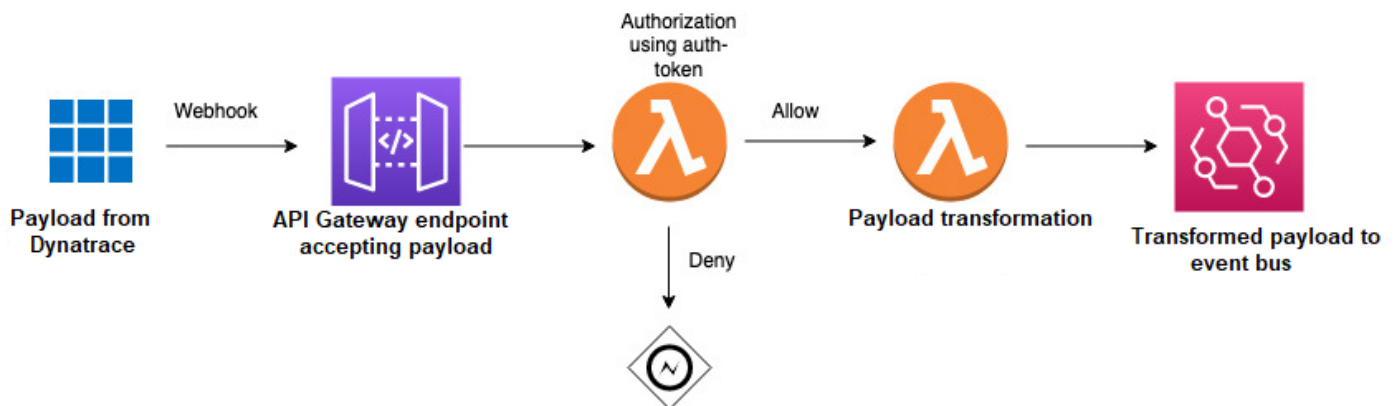 Authorization
using auth-
token
Webhook
Allow
</>
Payload from
Dynatrace
API Gateway endpoint
accepting payload
Payload transformation
Transformed payload to
event bus
Deny